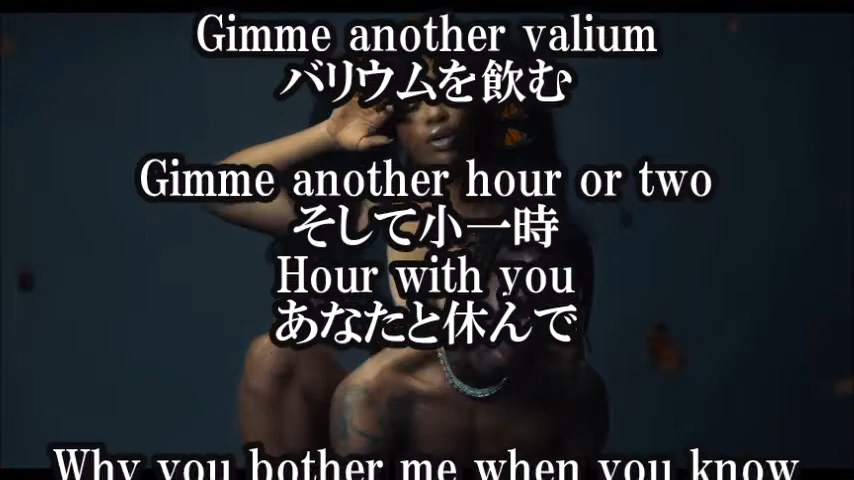 Gimme another valium
バリウムを飲む
Gimme another hour or two
そして小一時
Hour with you
あなたと休んで
Why you bother me when you know